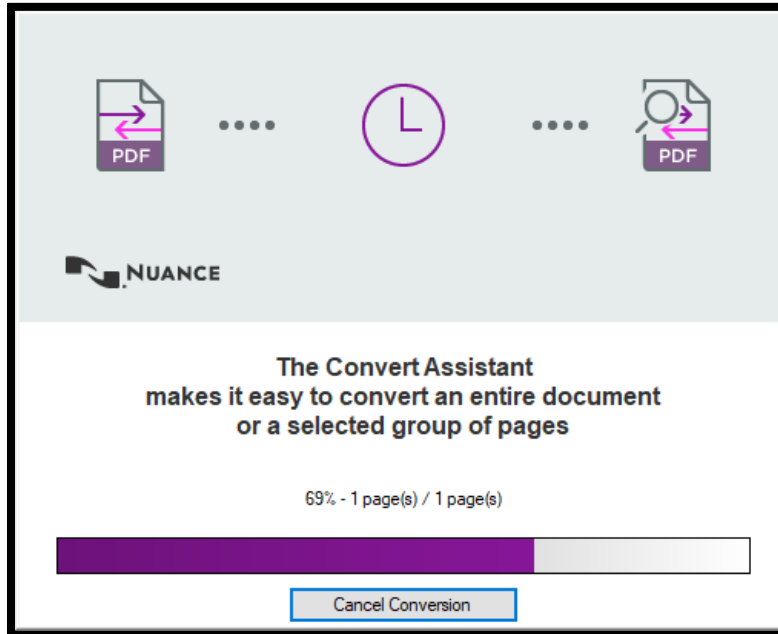 PDF
PDF
NUANCE
The Convert Assistant
makes it easy to convert an entire document
or a selected group of pages
69% - 1 page(s) / 1 page(s)
Cancel Conversion